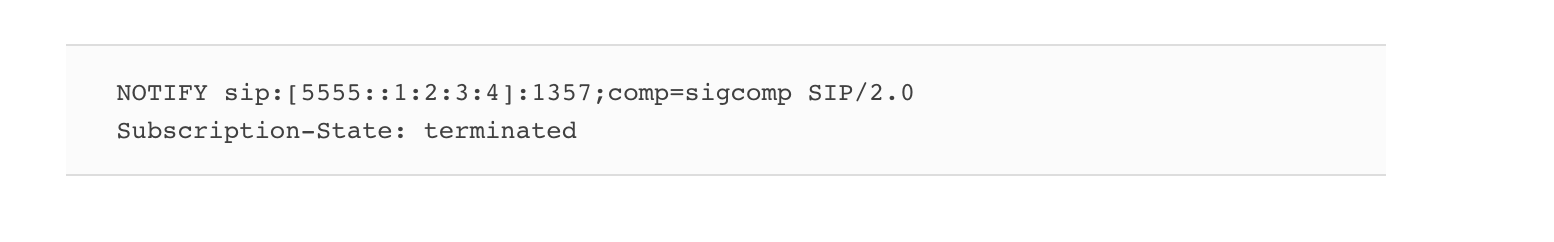 NOTIFY sip:[5555::1:2:3:4]:1357;comp=sigcomp SIP/2.0
Subscription-State: terminated